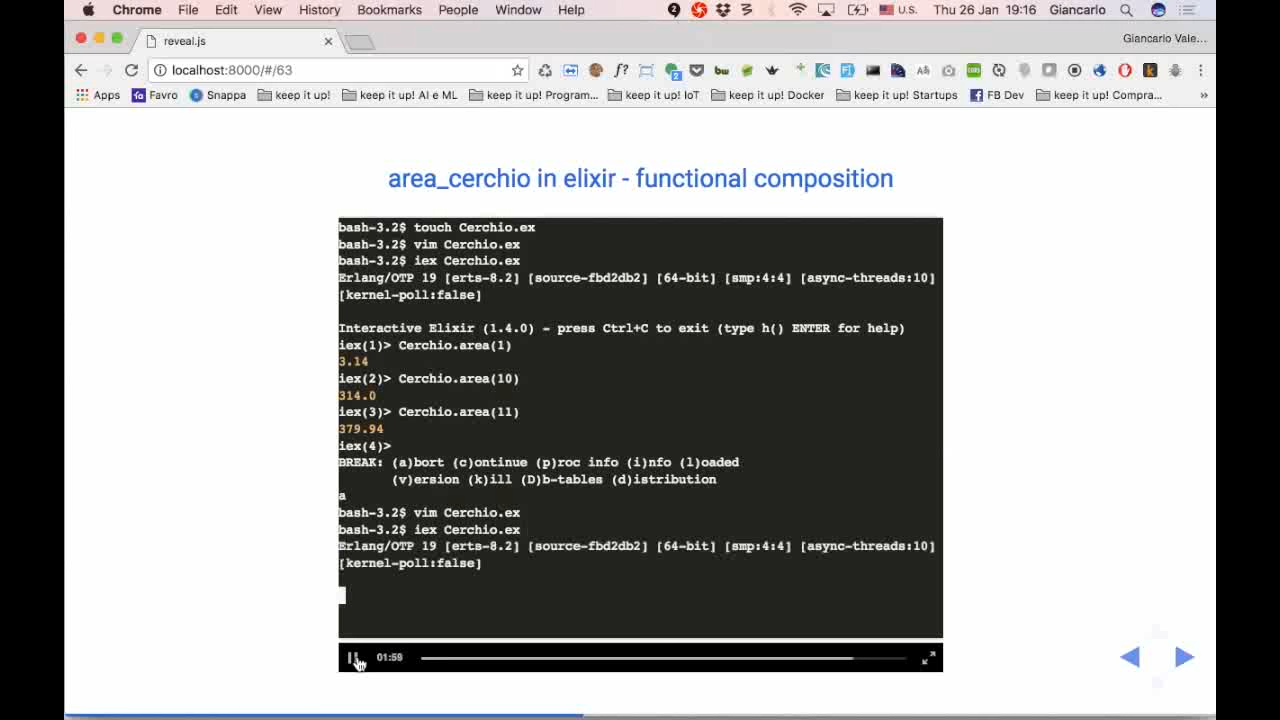 Chrome File Edit View History Bookmarks People Window Help 2 U.S. Thu 26 Jan 19:16 Giancarlo
reveal.js Giancarlo Vale...
localhost:8000/#/63 f? 2 bw
Apps Favro Snappa keep it up! keep it up! AI e ML keep it up! Program... keep it up! IoT keep it up! Docker keep it up! Startups FB Dev keep it up! Compra... »
area_cerchio in elixir - functional composition
bash-3.2$ touch Cerchio.ex
bash-3.2$ vim Cerchio.ex
bash-3.2$ iex Cerchio.ex
Erlang/OTP 19 [erts-8.2] [source-fbd2db2] [64-bit] [smp:4:4] [async-threads:10]
[kernel-poll:false]
Interactive Elixir (1.4.0) - press Ctrl+C to exit (type h() ENTER for help)
iex(1)> Cerchio.area(1)
3.14
iex(2)> Cerchio.area(10)
314.0
iex(3)> Cerchio.area(11)
379.94
iex(4)>
BREAK: (a)bort (c)ontinue (p)roc info (i)nfo (l)oaded
(v)ersion (k)ill (D)b-tables (d)istribution
a
bash-3.2$ vim Cerchio.ex
bash-3.2$ iex Cerchio.ex
Erlang/OTP 19 [erts-8.2] [source-fbd2db2] [64-bit] [smp:4:4] [async-threads:10]
[kernel-poll:false]
01:59